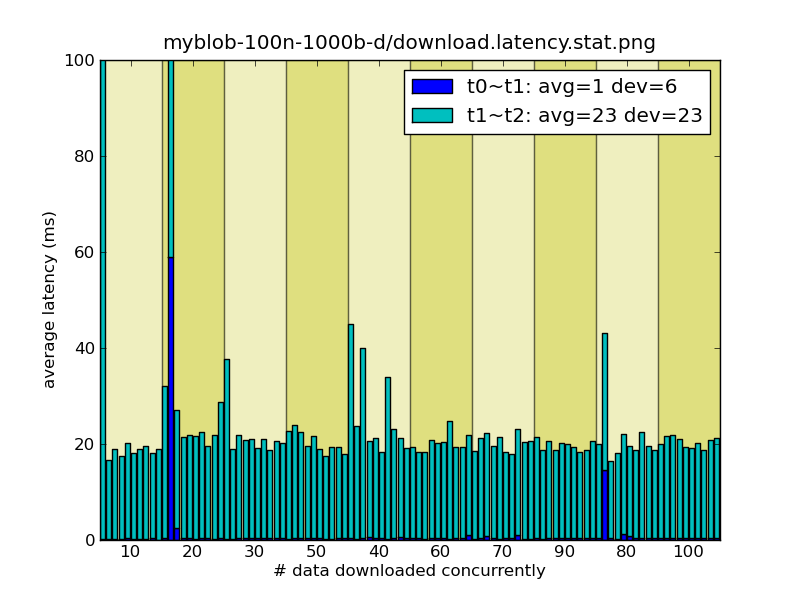 myblob-100n-1000b-d/download.latency.stat.png
t0~t1: avg=1 dev=6
t1~t2: avg=23 dev=23
100
80
60
40
20
0
average latency (ms)
10 20 30 50 40 60 70 90 80 100
# data downloaded concurrently